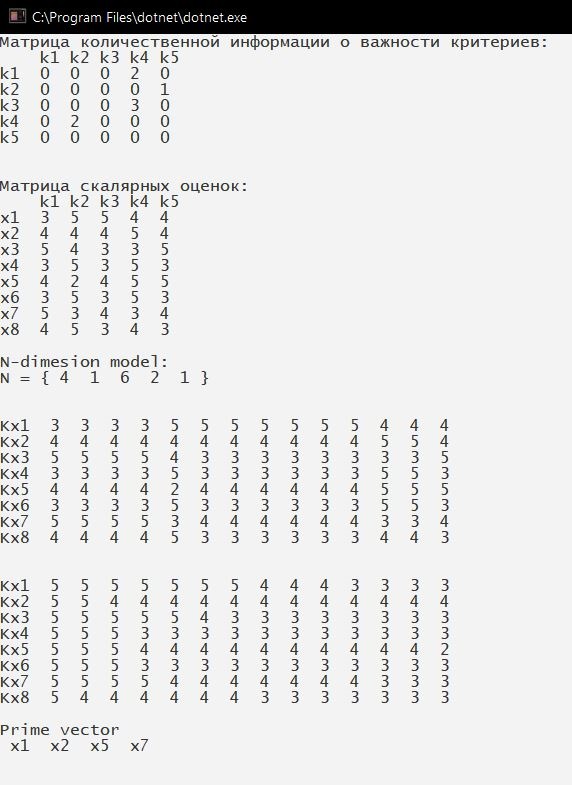 C:\Program Files\dotnet\dotnet.exe
Матрица количественной информации о важности критериев:
k1 k2 k3 k4 k5
k1 0 0 0 2 0
k2 0 0 0 0 1
k3 0 0 0 3 0
k4 0 2 0 0 0
k5 0 0 0 0 0
Матрица скалярных оценок:
k1 k2 k3 k4 k5
x1 3 5 5 4 4
x2 4 4 4 5 4
x3 5 4 3 3 5
x4 3 5 3 5 3
x5 4 2 4 5 5
x6 3 5 3 5 3
x7 5 3 4 3 4
x8 4 5 3 4 3
N-dimesion model:
N = { 4 1 6 2 1 }
Kx1 3 3 3 3 5 5 5 5 5 5 5 4 4 4
Kx2 4 4 4 4 4 4 4 4 4 4 4 5 5 4
Kx3 5 5 5 5 4 3 3 3 3 3 3 3 3 5
Kx4 3 3 3 3 5 3 3 3 3 3 3 5 5 3
Kx5 4 4 4 4 2 4 4 4 4 4 4 5 5 5
Kx6 3 3 3 3 5 3 3 3 3 3 3 5 5 3
Kx7 5 5 5 5 3 4 4 4 4 4 4 3 3 4
Kx8 4 4 4 4 5 3 3 3 3 3 3 4 4 3
Kx1 5 5 5 5 5 5 5 4 4 4 3 3 3 3
Kx2 5 5 4 4 4 4 4 4 4 4 4 4 4 4
Kx3 5 5 5 5 5 4 3 3 3 3 3 3 3 3
Kx4 5 5 5 3 3 3 3 3 3 3 3 3 3 3
Kx5 5 5 5 4 4 4 4 4 4 4 4 4 4 2
Kx6 5 5 5 3 3 3 3 3 3 3 3 3 3 3
Kx7 5 5 5 5 4 4 4 4 4 4 4 3 3 3
Kx8 5 4 4 4 4 4 4 3 3 3 3 3 3 3
Prime vector
x1 x2 x5 x7